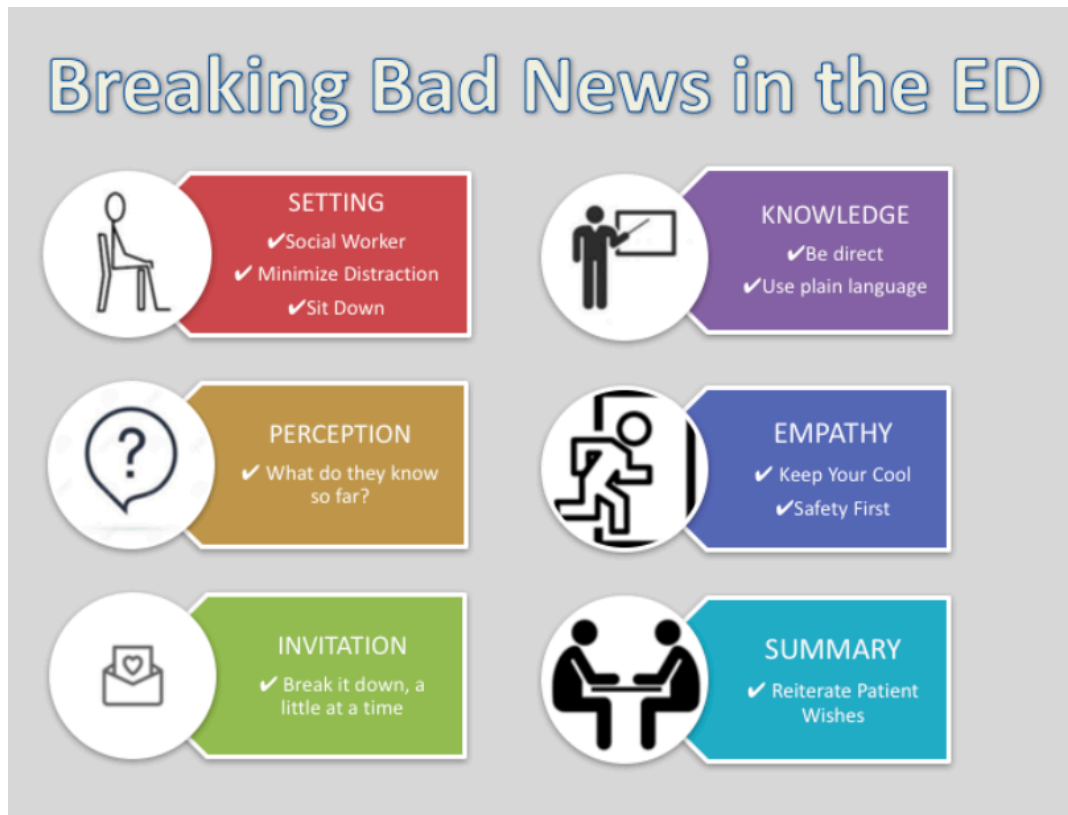 Breaking Bad News in the ED
SETTING
✔Social Worker
✔ Minimize Distraction
✔Sit Down
PERCEPTION
✔ What do they know
so far?
INVITATION
✔ Break it down, a
little at a time
KNOWLEDGE
✔Be direct
✔Use plain language
EMPATHY
✔ Keep Your Cool
✔Safety First
SUMMARY
✔ Reiterate Patient
Wishes